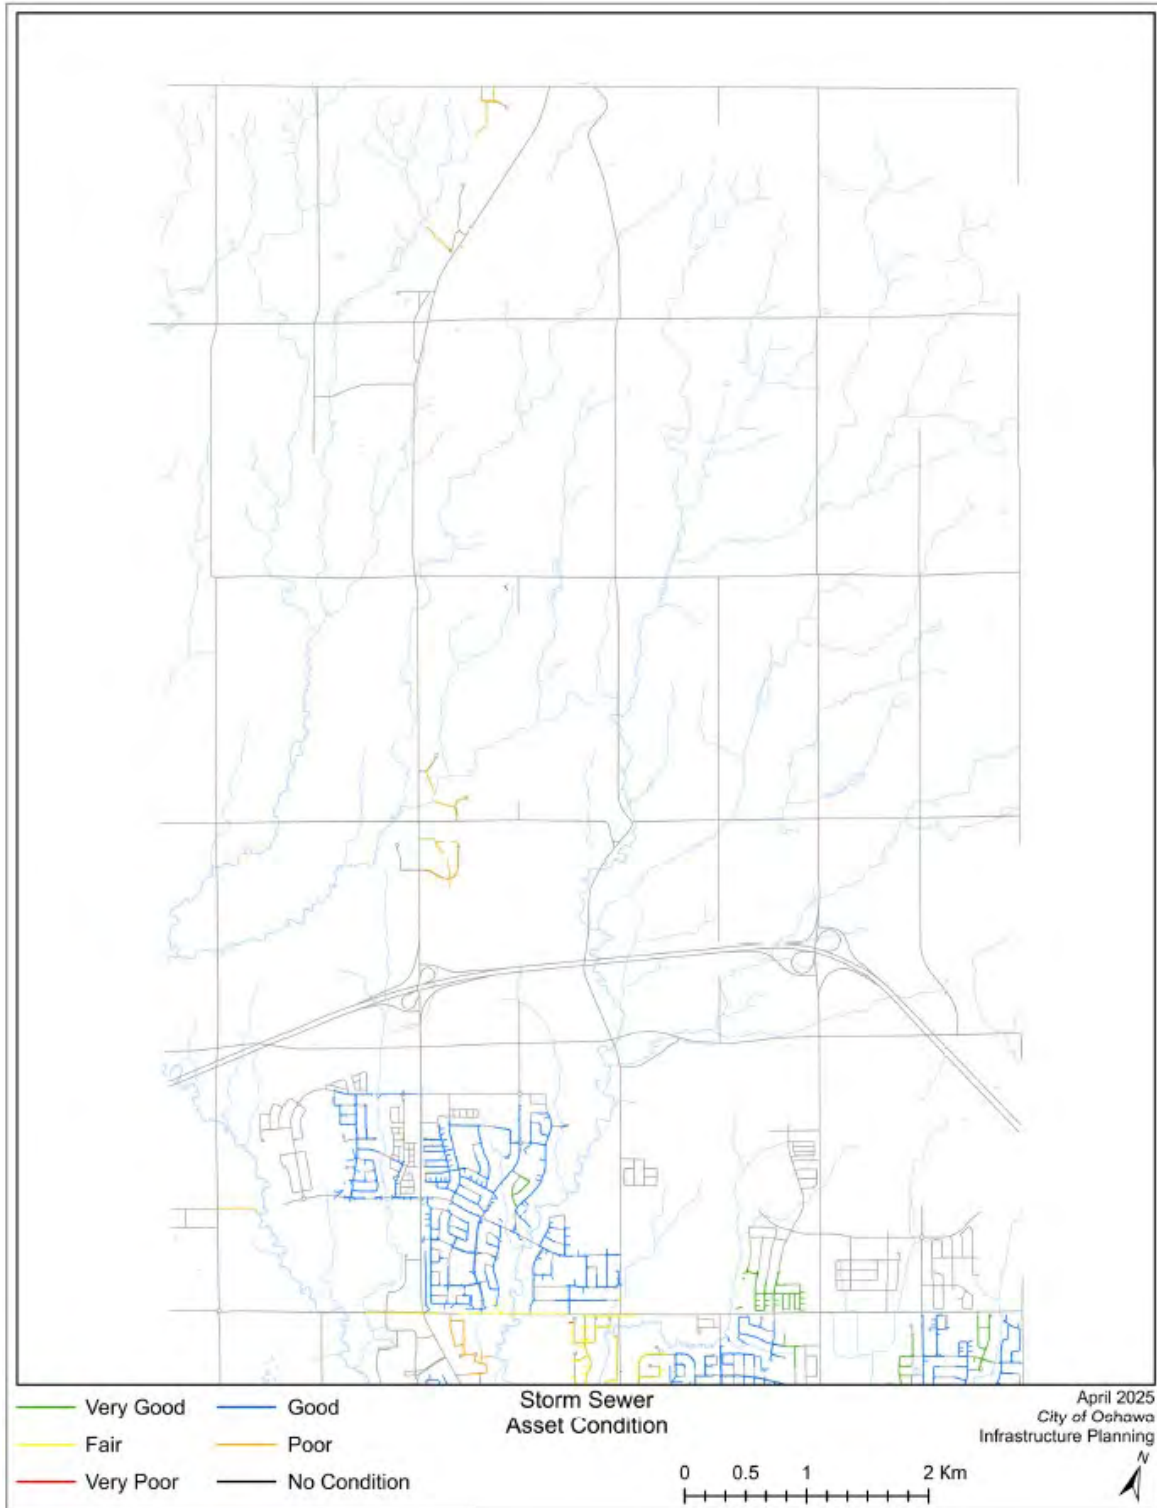 Very Good
Good
Fair
Poor
Very Poor
No Condition
Storm Sewer
Asset Condition
April 2025
City of Oshawa
Infrastructure Planning
N
0 0.5 1 2 Km